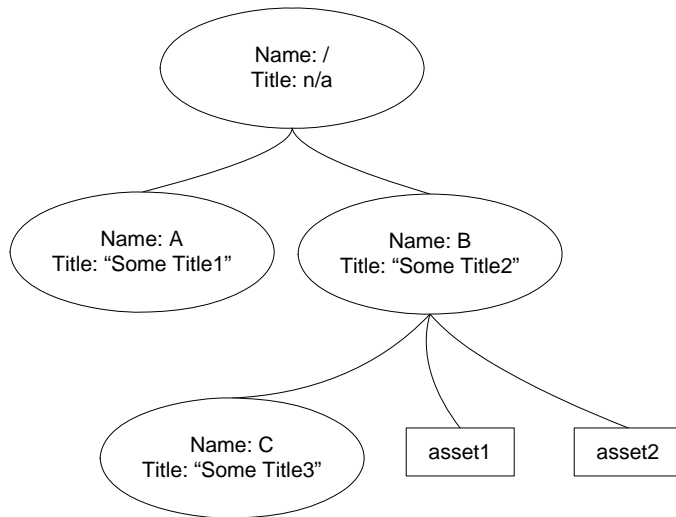 Name: /
Title: n/a
Name: A
Title: “Some Title1”
Name: B
Title: “Some Title2”
Name: C
Title: “Some Title3”
asset1
asset2